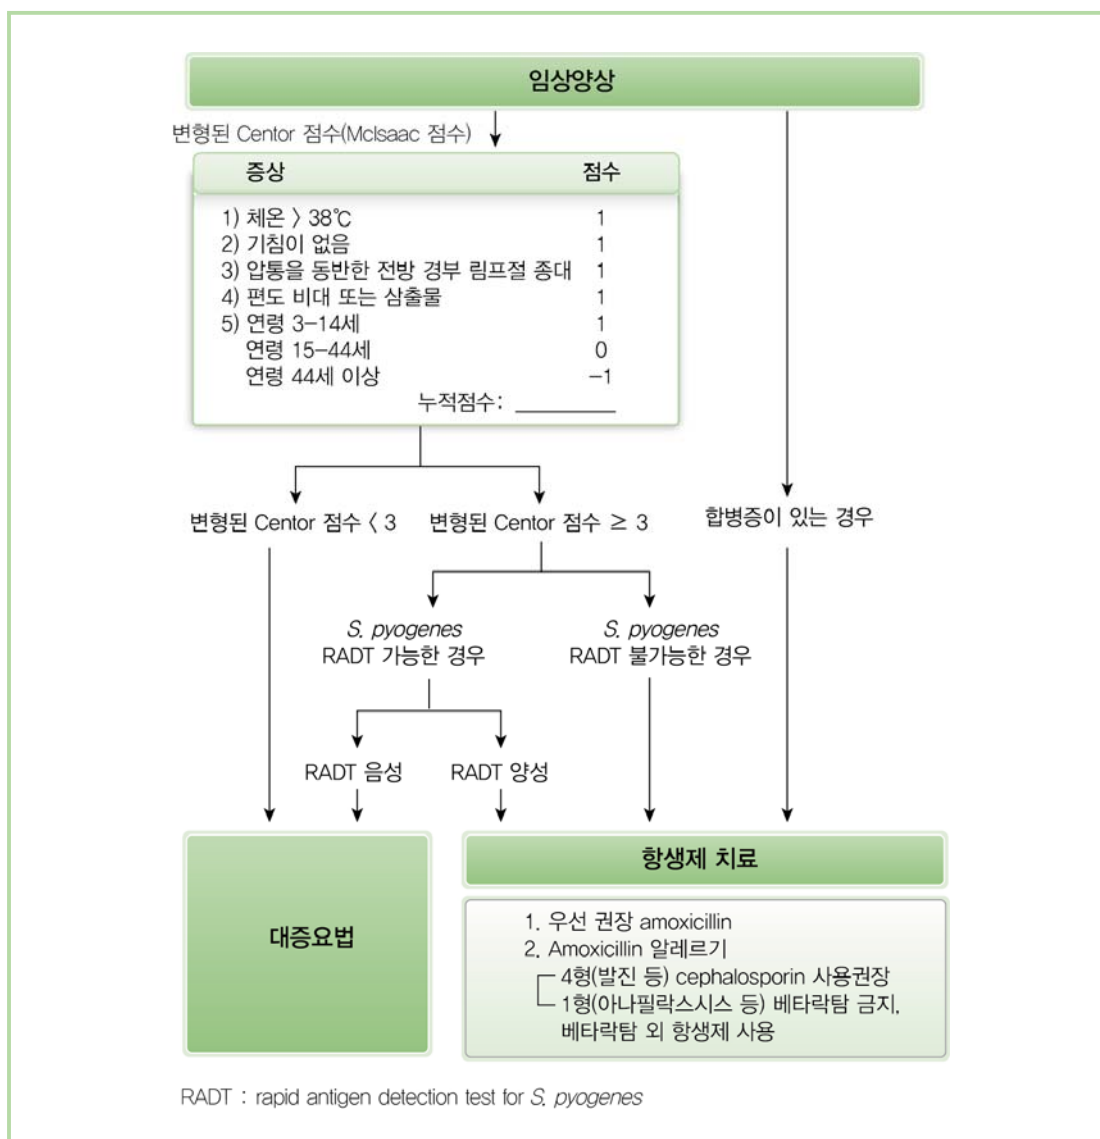 임상양상
변형된 Centor 점수(McIsaac 점수)
증상 점수
1) 체온 > 38℃ 1
2) 기침이 없음 1
3) 압통을 동반한 전방 경부 림프절 종대 1
4) 편도 비대 또는 삼출물 1
5) 연령 3-14세 1
연령 15-44세 0
연령 44세 이상 -1
누적점수: ________
변형된 Centor 점수 < 3 변형된 Centor 점수 ≥ 3 합병증이 있는 경우
S. pyogenes
RADT 가능한 경우
S. pyogenes
RADT 불가능한 경우
RADT 음성 RADT 양성
대증요법
항생제 치료
1. 우선 권장 amoxicillin
2. Amoxicillin 알레르기
4형(발진 등) cephalosporin 사용권장
1형(아나필락스시스 등) 베타락탐 금지,
베타락탐 외 항생제 사용
RADT : rapid antigen detection test for S. pyogenes